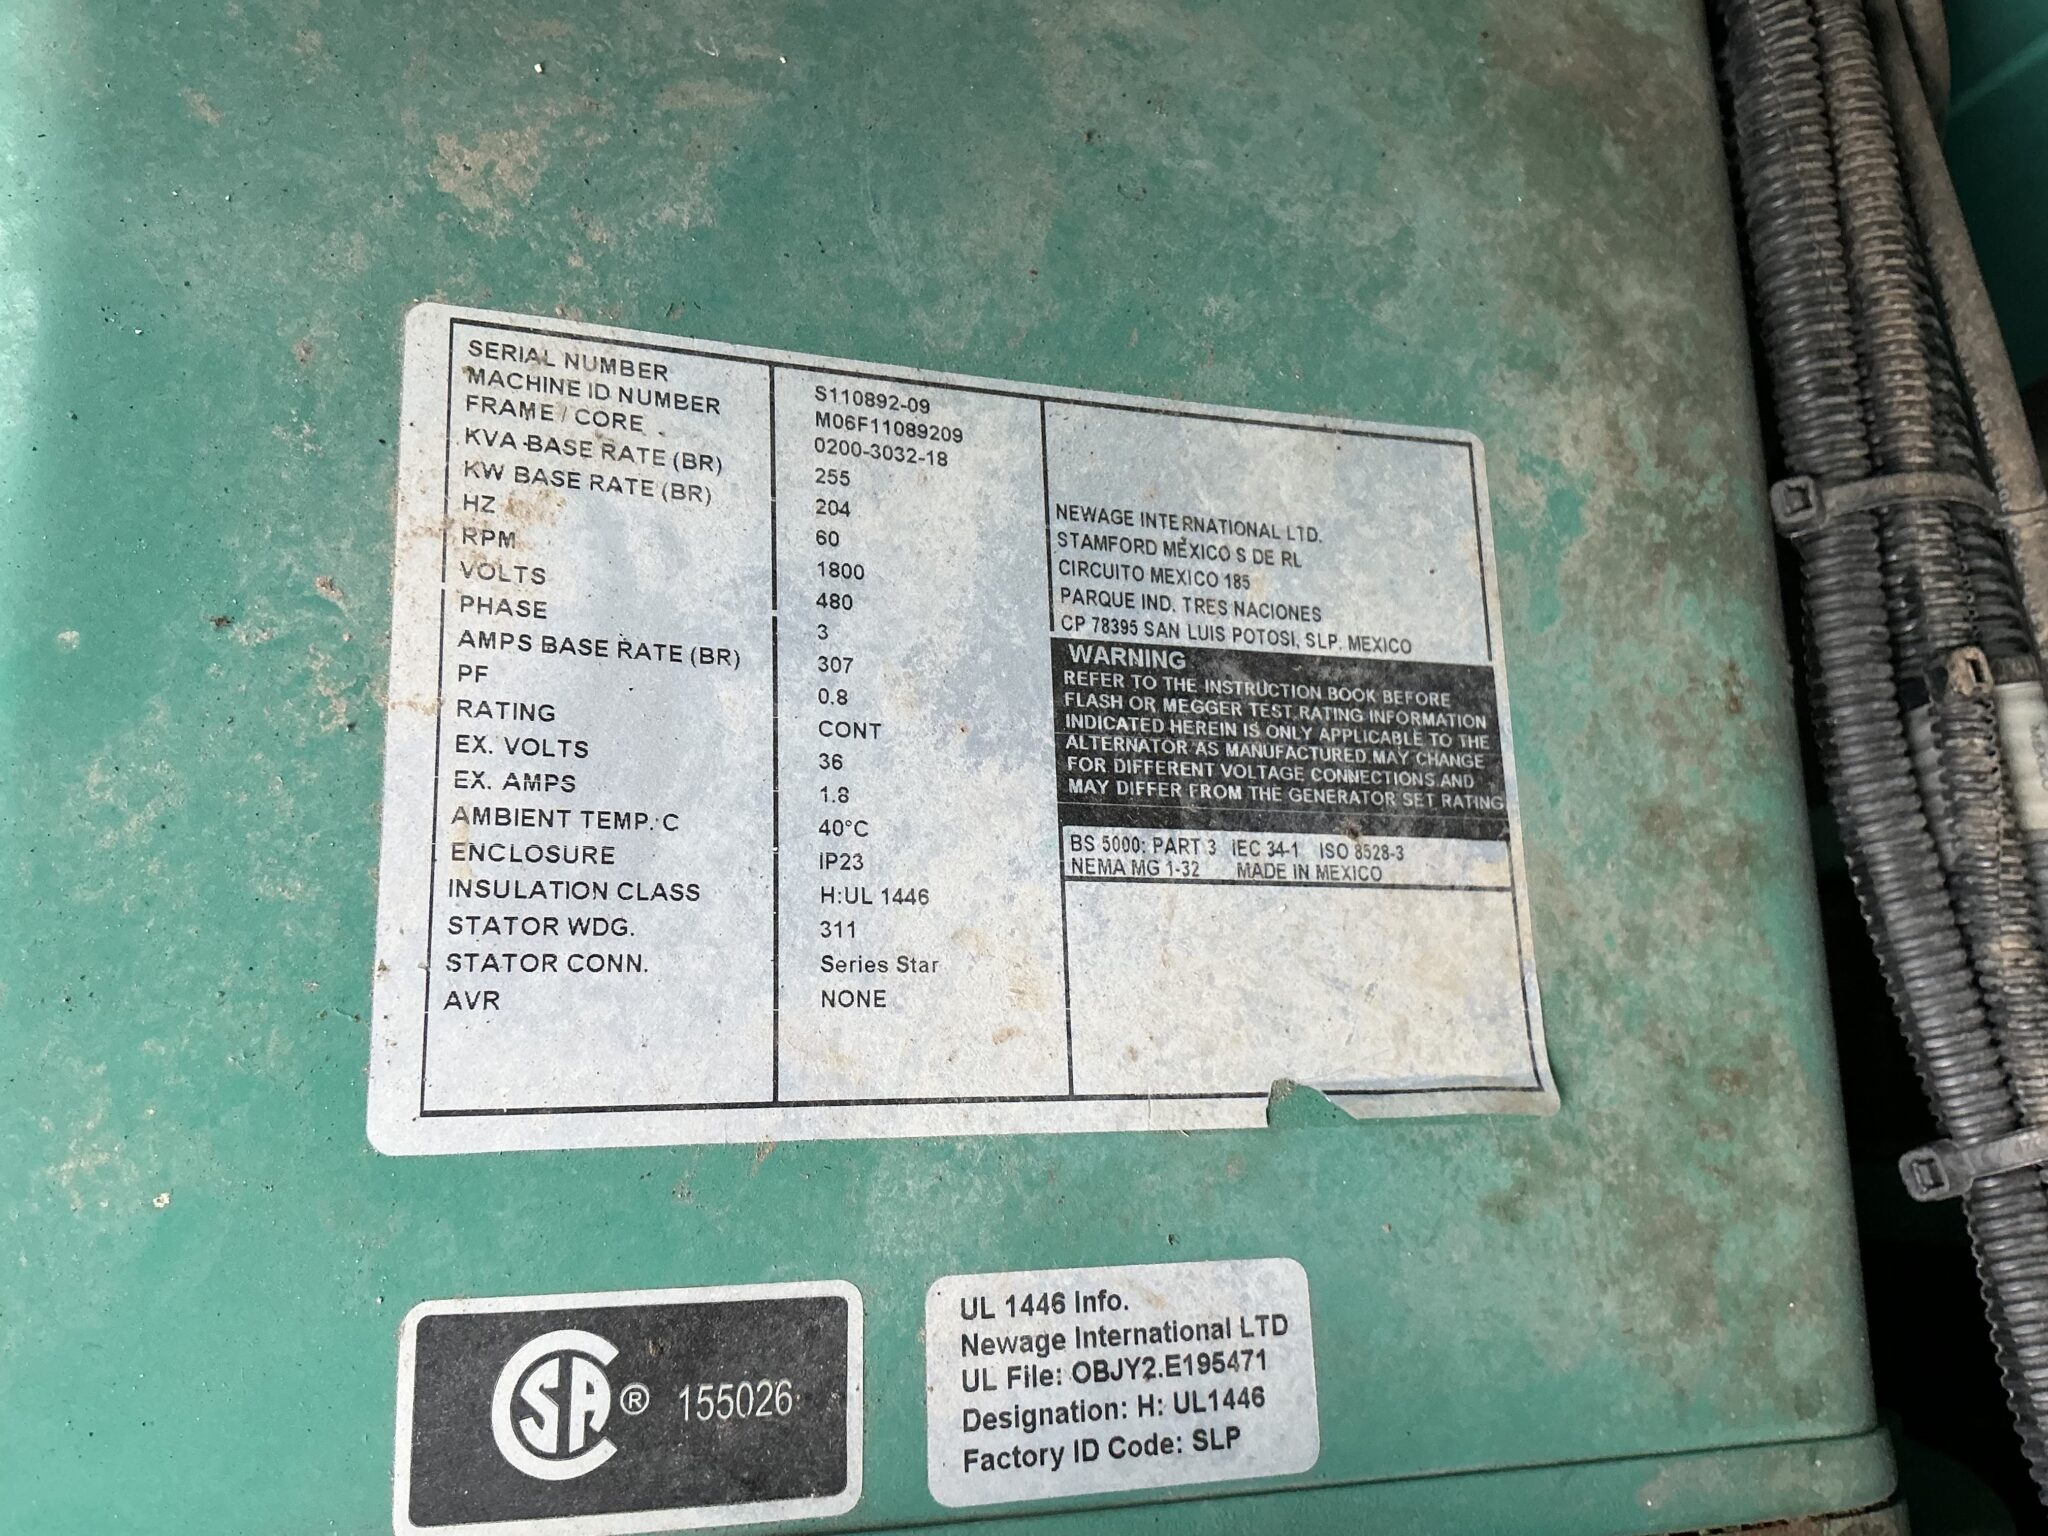 SERIAL NUMBER S110892-09
MACHINE ID NUMBER M06F11089209
FRAME / CORE 0200-3032-18
KVA BASE RATE (BR) 255
KW BASE RATE (BR) 204
HZ 60
RPM 1800
VOLTS 480
PHASE 3
AMPS BASE RATE (BR) 307
PF 0.8
RATING CONT
EX. VOLTS 36
EX. AMPS 1.8
AMBIENT TEMP. C 40°C
ENCLOSURE IP23
INSULATION CLASS H:UL 1446
STATOR WDG. 311
STATOR CONN. Series Star
AVR NONE
NEWAGE INTERNATIONAL LTD.
STAMFORD MEXICO S DE RL
CIRCUITO MEXICO 185
PARQUE IND. TRES NACIONES
CP 78395 SAN LUIS POTOSI, SLP. MEXICO
WARNING
REFER TO THE INSTRUCTION BOOK BEFORE
FLASH OR MEGGER TEST.RATING INFORMATION
INDICATED HEREIN IS ONLY APPLICABLE TO THE
ALTERNATOR AS MANUFACTURED.MAY CHANGE
FOR DIFFERENT VOLTAGE CONNECTIONS AND
MAY DIFFER FROM THE GENERATOR SET RATING
BS 5000: PART 3 IEC 34-1 ISO 8528-3
NEMA MG 1-32 MADE IN MEXICO
CSA ® 155026
UL 1446 Info.
Newage International LTD
UL File: OBJY2.E195471
Designation: H: UL1446
Factory ID Code: SLP